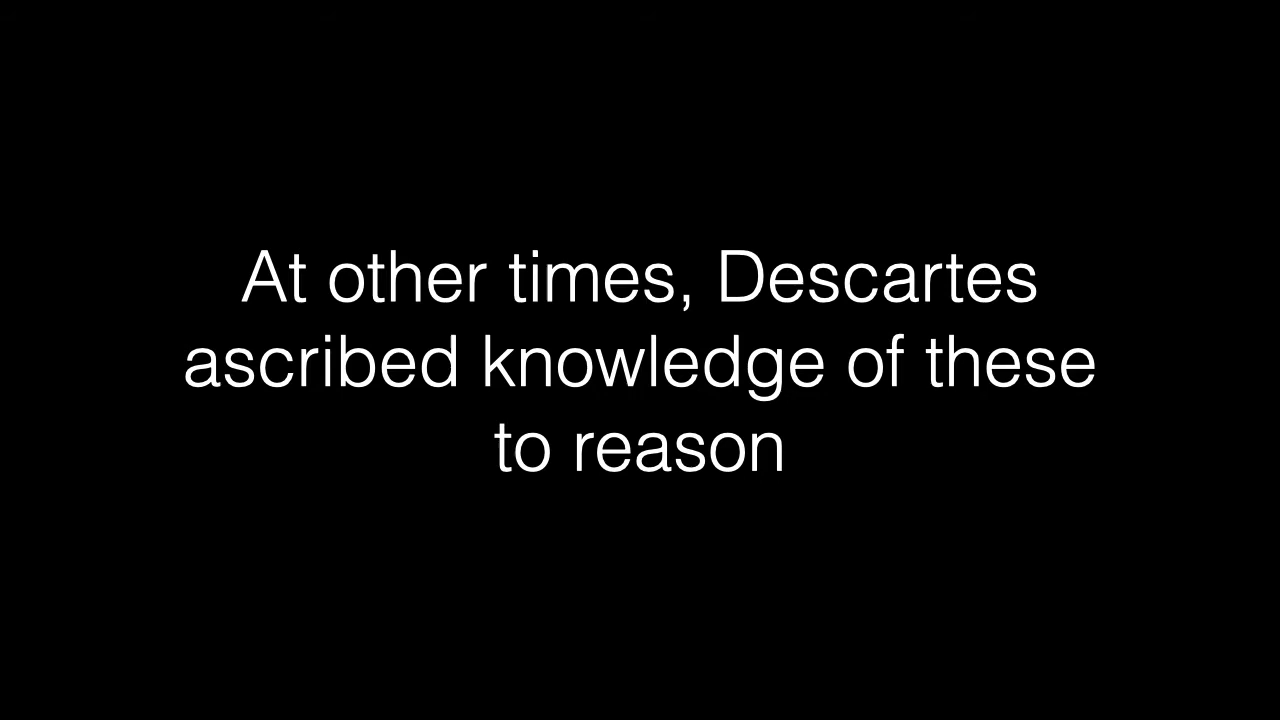 At other times, Descartes
ascribed knowledge of these
to reason